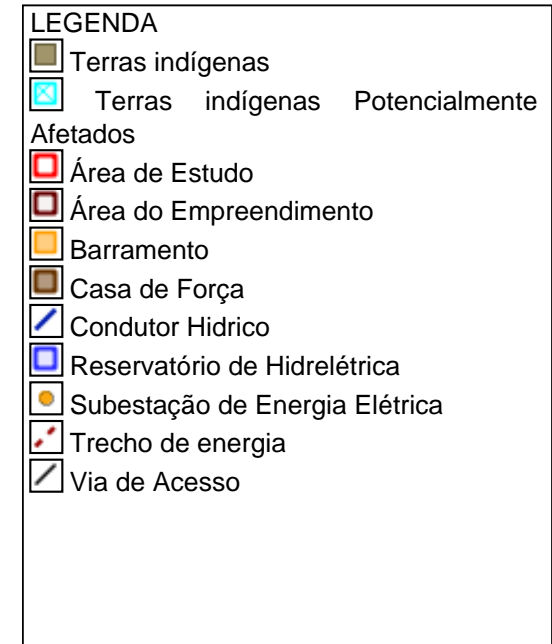 LEGENDA
Terras indígenas
Terras indígenas Potencialmente
Afetados
Área de Estudo
Área do Empreendimento
Barramento
Casa de Força
Condutor Hidrico
Reservatório de Hidrelétrica
Subestação de Energia Elétrica
Trecho de energia
Via de Acesso